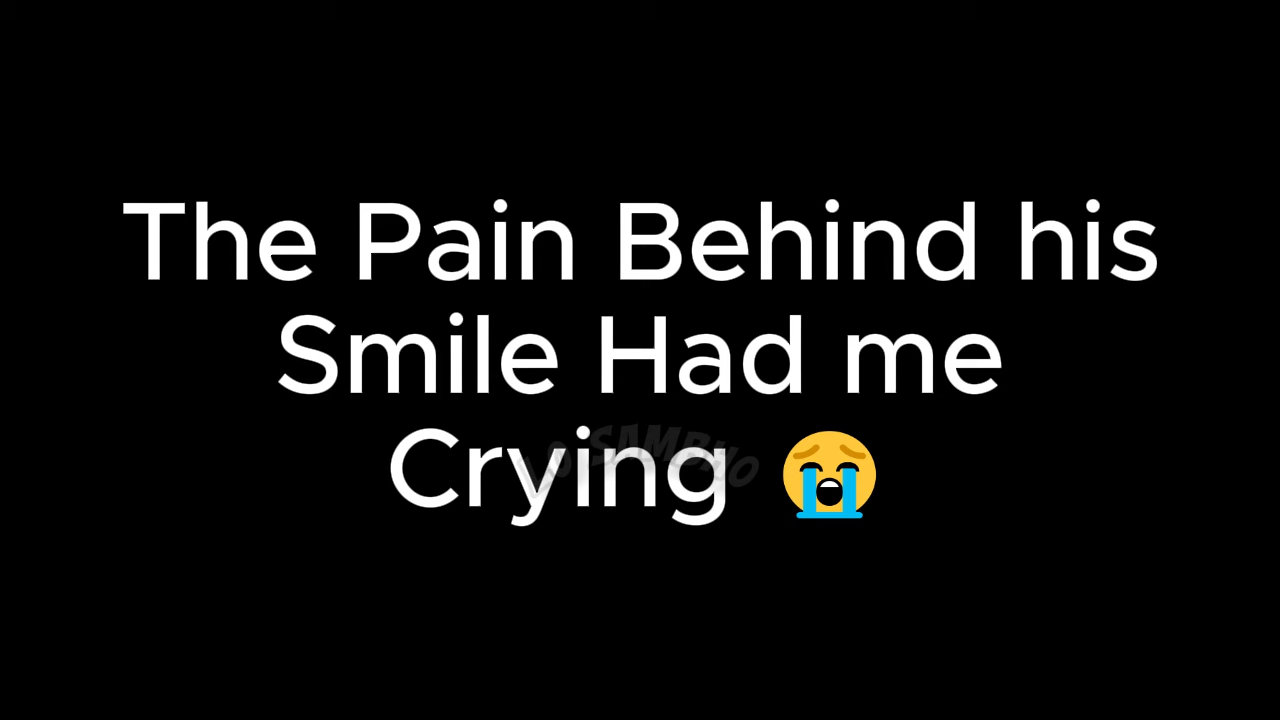 The Pain Behind his
Smile Had me
Crying 😭